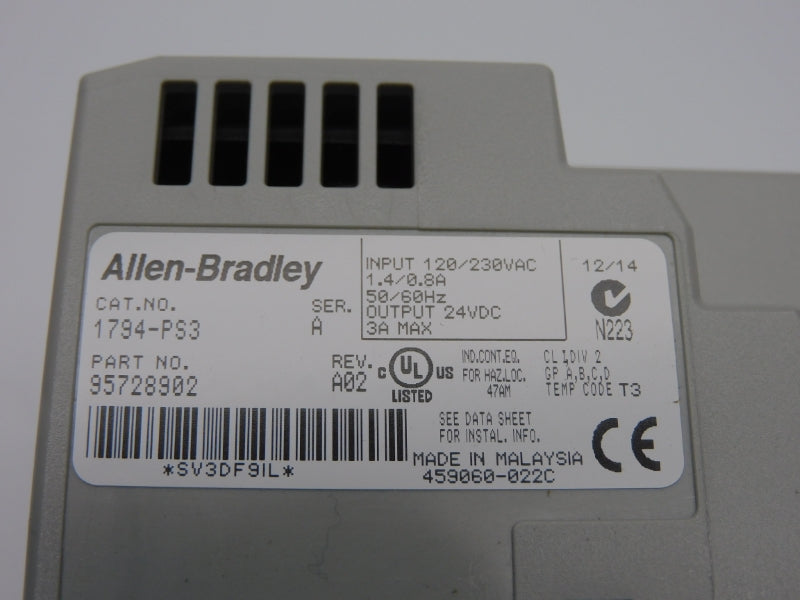 Allen-Bradley
CAT.NO. SER.
1794-PS3 A
PART NO. REV.
95728902 A02
INPUT 120/230VAC
1.4/0.8A
50/60Hz
OUTPUT 24VDC
3A MAX
12/14
N223
C UL US
LISTED
IND.CONT.EQ.
FOR HAZ.LOC.
47AM
CL I,DIV 2
GP A,B,C,D
TEMP CODE T3
SEE DATA SHEET
FOR INSTAL. INFO.
CE
*SV3DF9IL*
MADE IN MALAYSIA
459060-022C